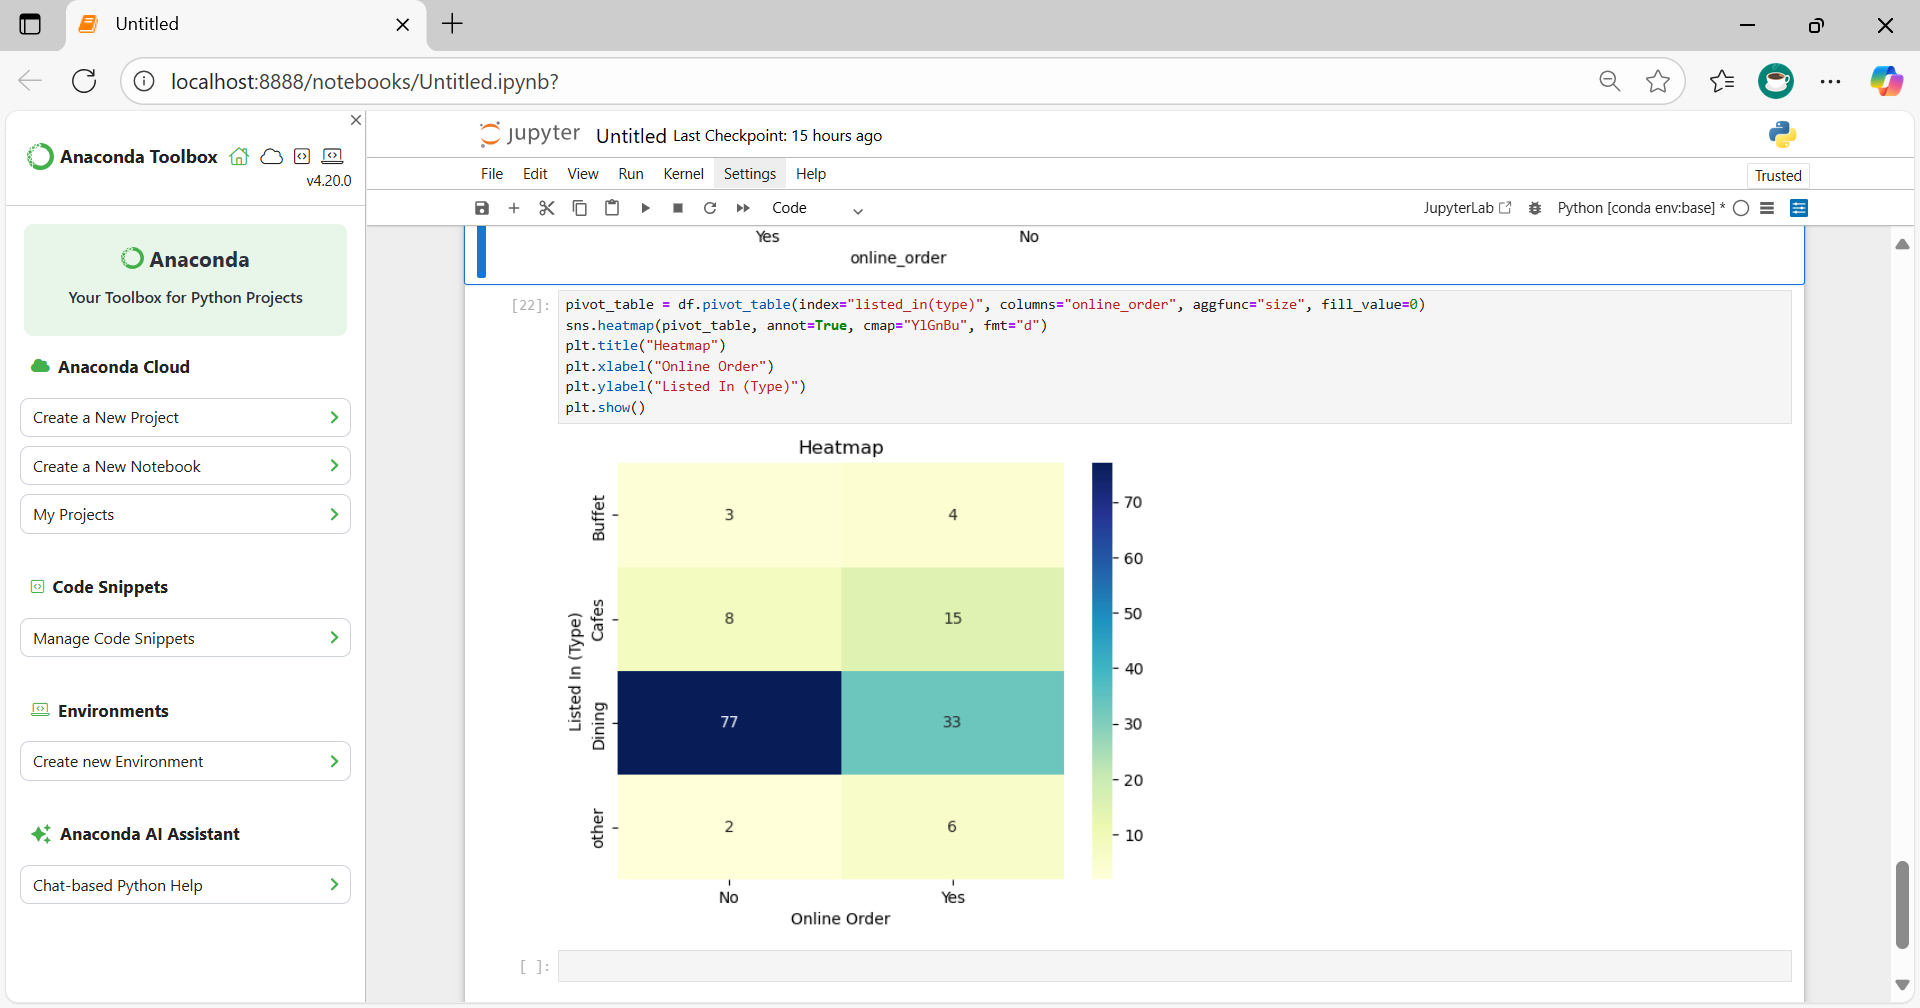 Untitled
localhost:8888/notebooks/Untitled.ipynb?
Anaconda Toolbox
v4.20.0
Anaconda
Your Toolbox for Python Projects
Anaconda Cloud
Create a New Project
Create a New Notebook
My Projects
Code Snippets
Manage Code Snippets
Environments
Create new Environment
Anaconda AI Assistant
Chat-based Python Help
jupyter Untitled Last Checkpoint: 15 hours ago
File Edit View Run Kernel Settings Help
Trusted
Code
JupyterLab Python [conda env:base] *
Yes No
online_order
[22]: pivot_table = df.pivot_table(index="listed_in(type)", columns="online_order", aggfunc="size", fill_value=0)
sns.heatmap(pivot_table, annot=True, cmap="YlGnBu", fmt="d")
plt.title("Heatmap")
plt.xlabel("Online Order")
plt.ylabel("Listed In (Type)")
plt.show()
Heatmap
Listed In (Type)
Buffet 3 4
Cafes 8 15
Dining 77 33
other 2 6
No Yes
Online Order
70
60
50
40
30
20
10
[ ]: